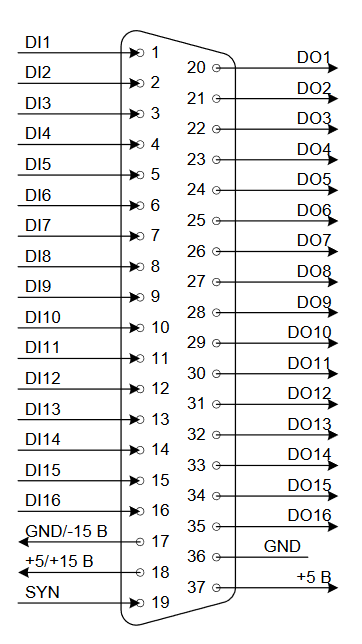 DI1 1
20 DO1
DI2 2
21 DO2
DI3 3
22 DO3
DI4 4
23 DO4
DI5 5
24 DO5
DI6 6
25 DO6
DI7 7
26 DO7
DI8 8
27 DO8
DI9 9
28 DO9
DI10 10
29 DO10
DI11 11
30 DO11
DI12 12
31 DO12
DI13 13
32 DO13
DI14 14
33 DO14
DI15 15
34 DO15
DI16 16
35 DO16
GND/-15 В 17
36 GND
+5/+15 В 18
37 +5 В
SYN 19